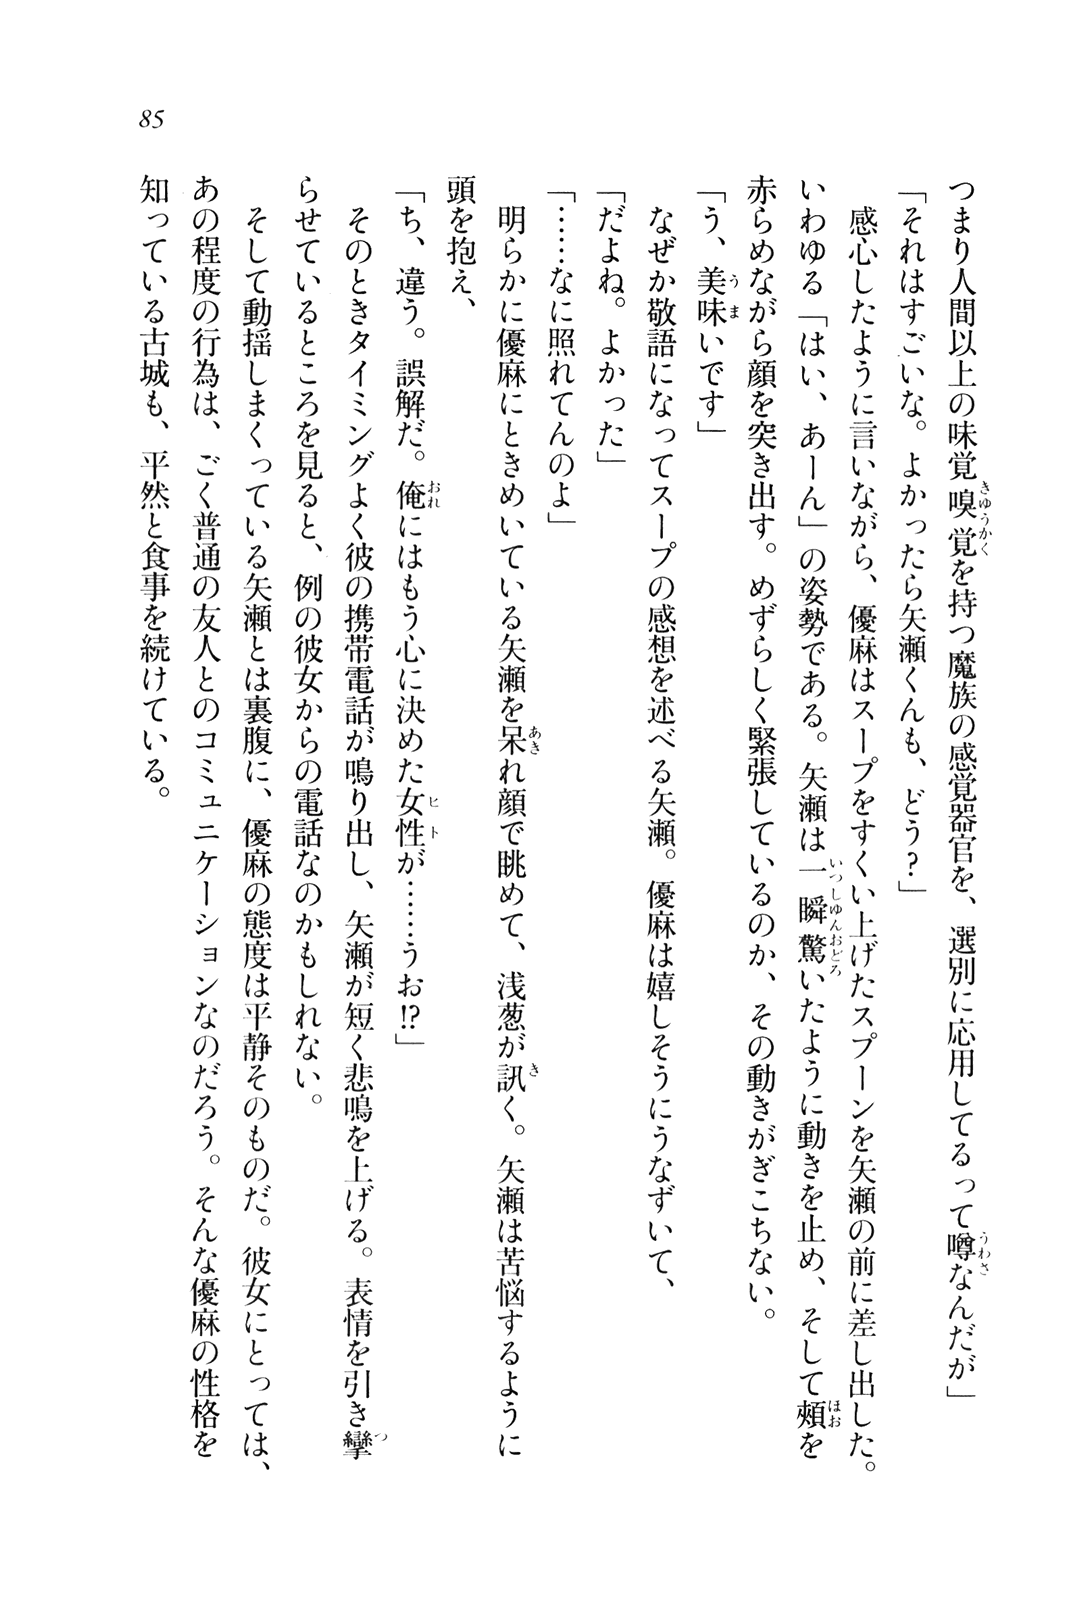 85
つまり人間以上の味覚嗅覚を持つ魔族の感覚器官を、選別に応用してるって噂なんだが」
「それはすごいな。よかったら矢瀬くんも、どう?」
　感心したように言いながら、優麻はスープをすくい上げたスプーンを矢瀬の前に差し出した。
いわゆる「はい、あーん」の姿勢である。矢瀬は一瞬驚いたように動きを止め、そして頰を
赤らめながら顔を突き出す。めずらしく緊張しているのか、その動きがぎこちない。
「う、美味いです」
　なぜか敬語になってスープの感想を述べる矢瀬。優麻は嬉しそうにうなずいて、
「だよね。よかった」
「……なに照れてんのよ」
　明らかに優麻にときめいている矢瀬を呆れ顔で眺めて、浅葱が訊く。矢瀬は苦悩するように
頭を抱え、
「ち、違う。誤解だ。俺にはもう心に決めた女性が……うお!?」
　そのときタイミングよく彼の携帯電話が鳴り出し、矢瀬が短く悲鳴を上げる。表情を引き攣
らせているところを見ると、例の彼女からの電話なのかもしれない。
　そして動揺しまくっている矢瀬とは裏腹に、優麻の態度は平静そのものだ。彼女にとっては、
あの程度の行為は、ごく普通の友人とのコミュニケーションなのだろう。そんな優麻の性格を
知っている古城も、平然と食事を続けている。